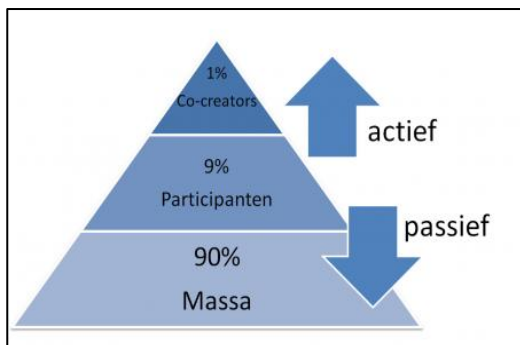 1%
Co-creators
actief
9%
Participanten
passief
90%
Massa